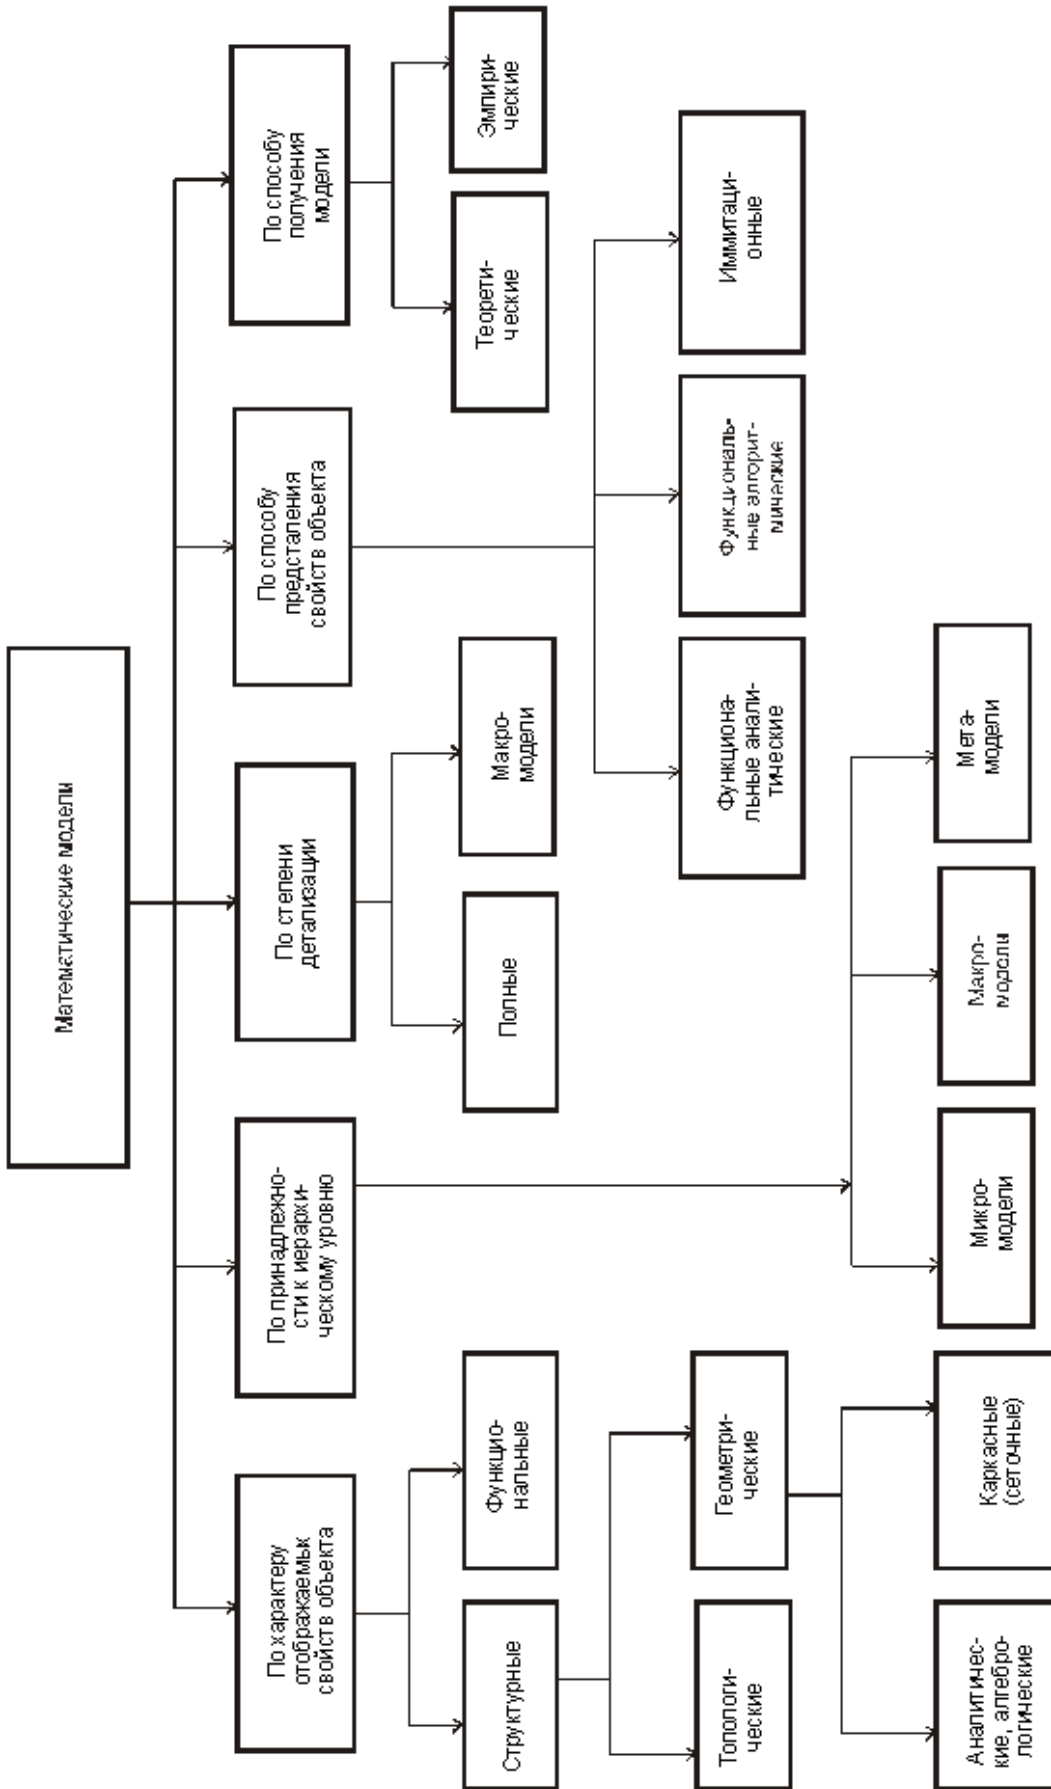 Математические модели
По характеру
отображаемых
свойств объекта
По принадлежно-
сти к иерархи-
ческому уровню
По степени
детализации
По способу
предсталения
свойств объекта
По способу
получения
модели
Структурные
Функцио-
нальные
Полные
Макро-
модели
Теорети-
ческие
Эмпири-
ческие
Топологи-
ческие
Геометри-
ческие
Функциона-
льные анали-
тические
Функциональ-
ные алгорит-
мические
Иммитаци-
онные
Аналитичес-
кие, алгебро-
логические
Каркасные
(сеточные)
Микро-
модели
Макро-
модели
Мета-
модели